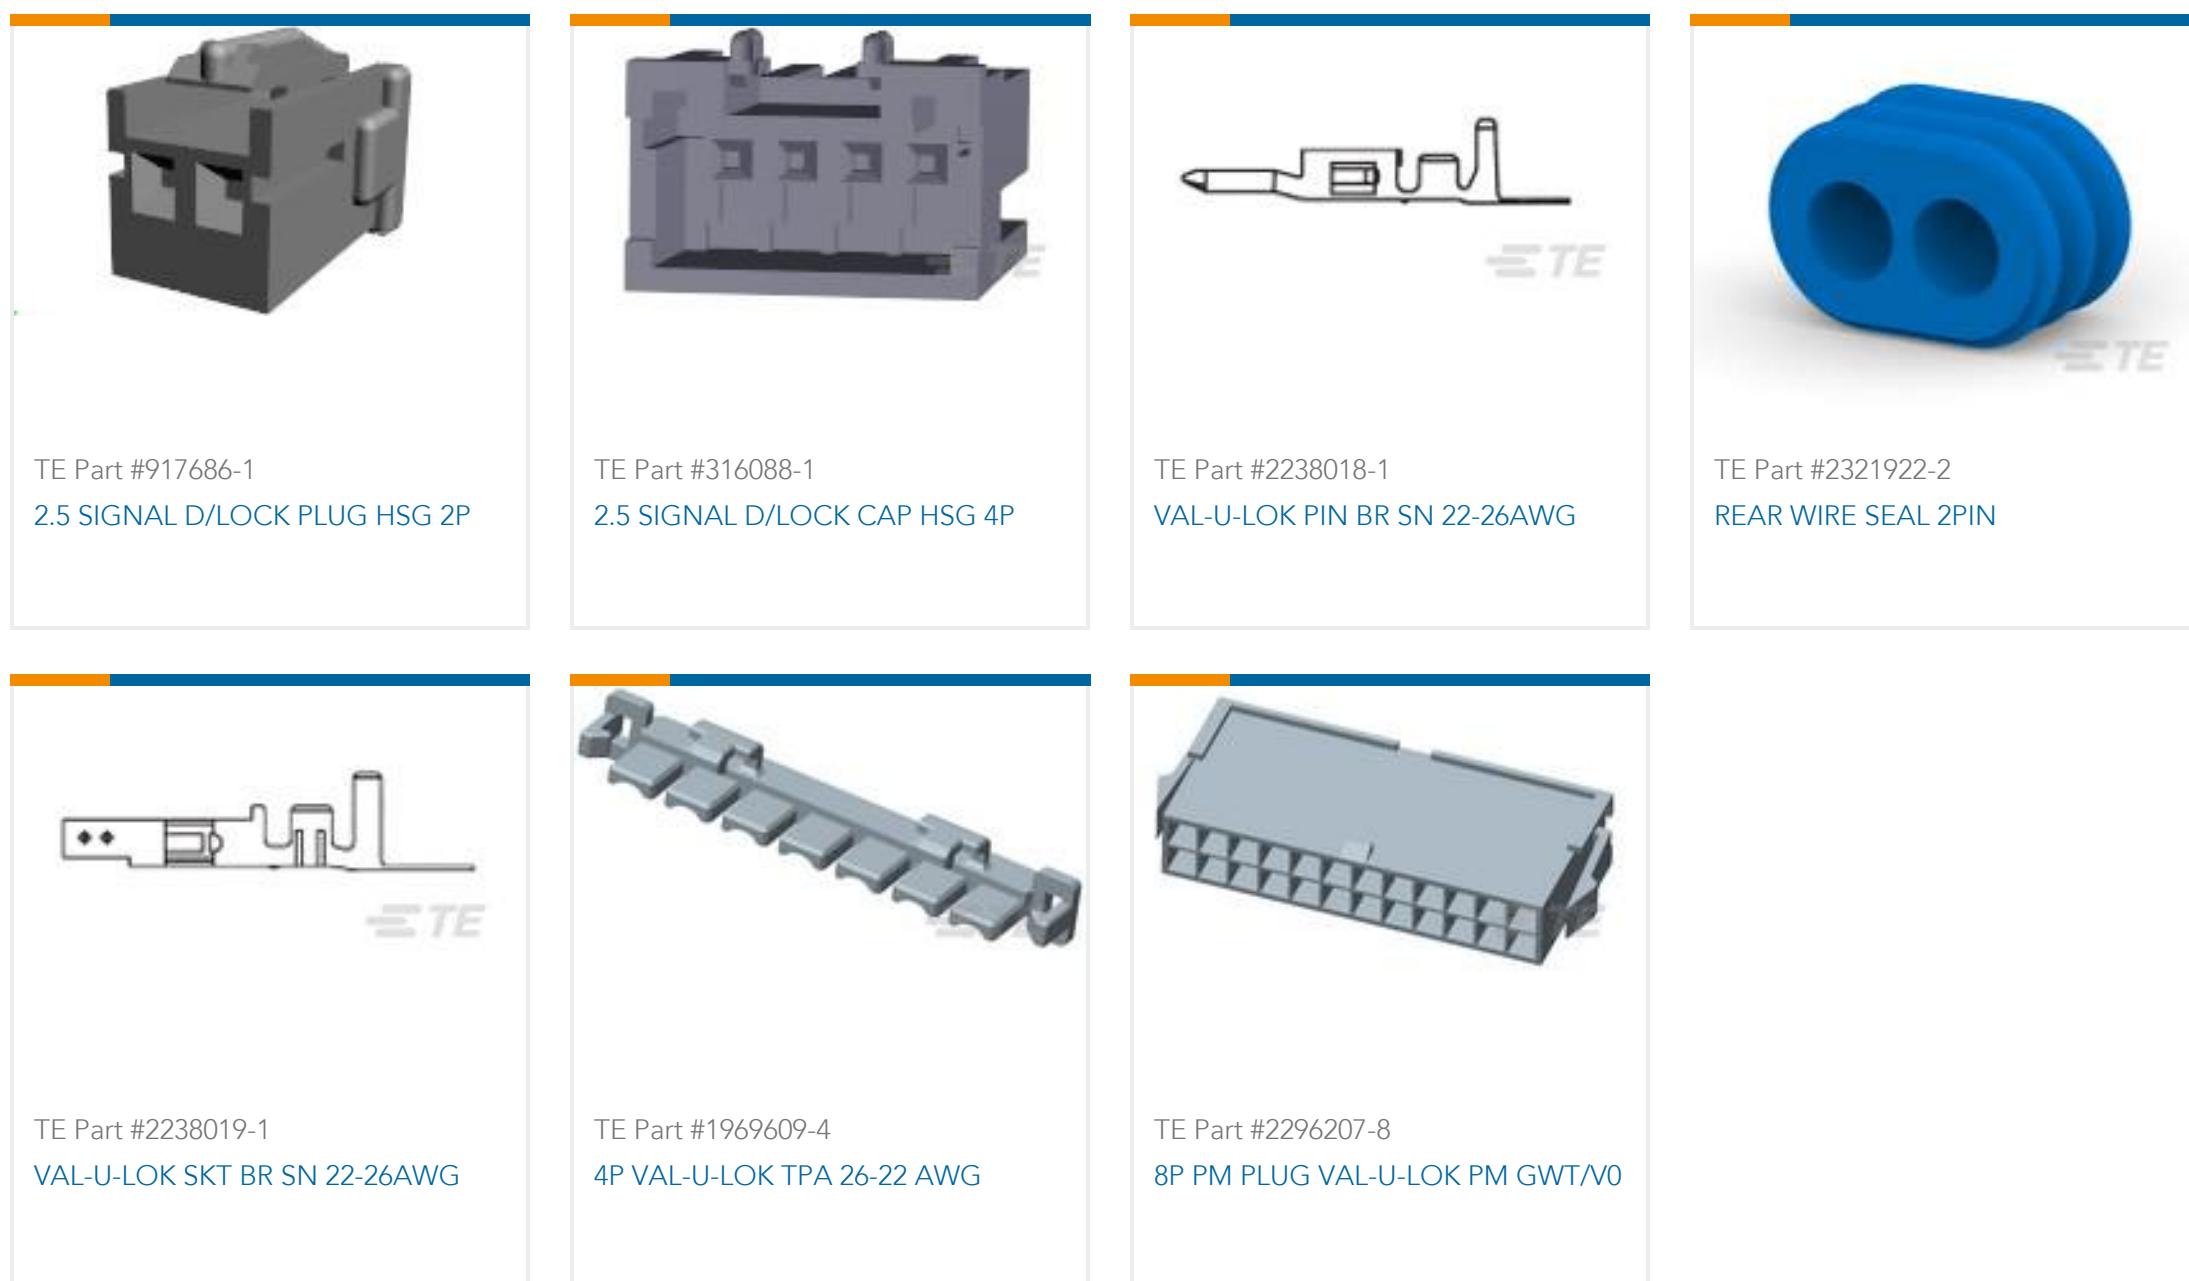 TE Part #917686-1
2.5 SIGNAL D/LOCK PLUG HSG 2P
E
TE Part #316088-1
2.5 SIGNAL D/LOCK CAP HSG 4P
TE
TE Part #2238018-1
VAL-U-LOK PIN BR SN 22-26AWG
TE
TE Part #2321922-2
REAR WIRE SEAL 2PIN
TE
TE Part #2238019-1
VAL-U-LOK SKT BR SN 22-26AWG
TE Part #1969609-4
4P VAL-U-LOK TPA 26-22 AWG
TE Part #2296207-8
8P PM PLUG VAL-U-LOK PM GWT/V0